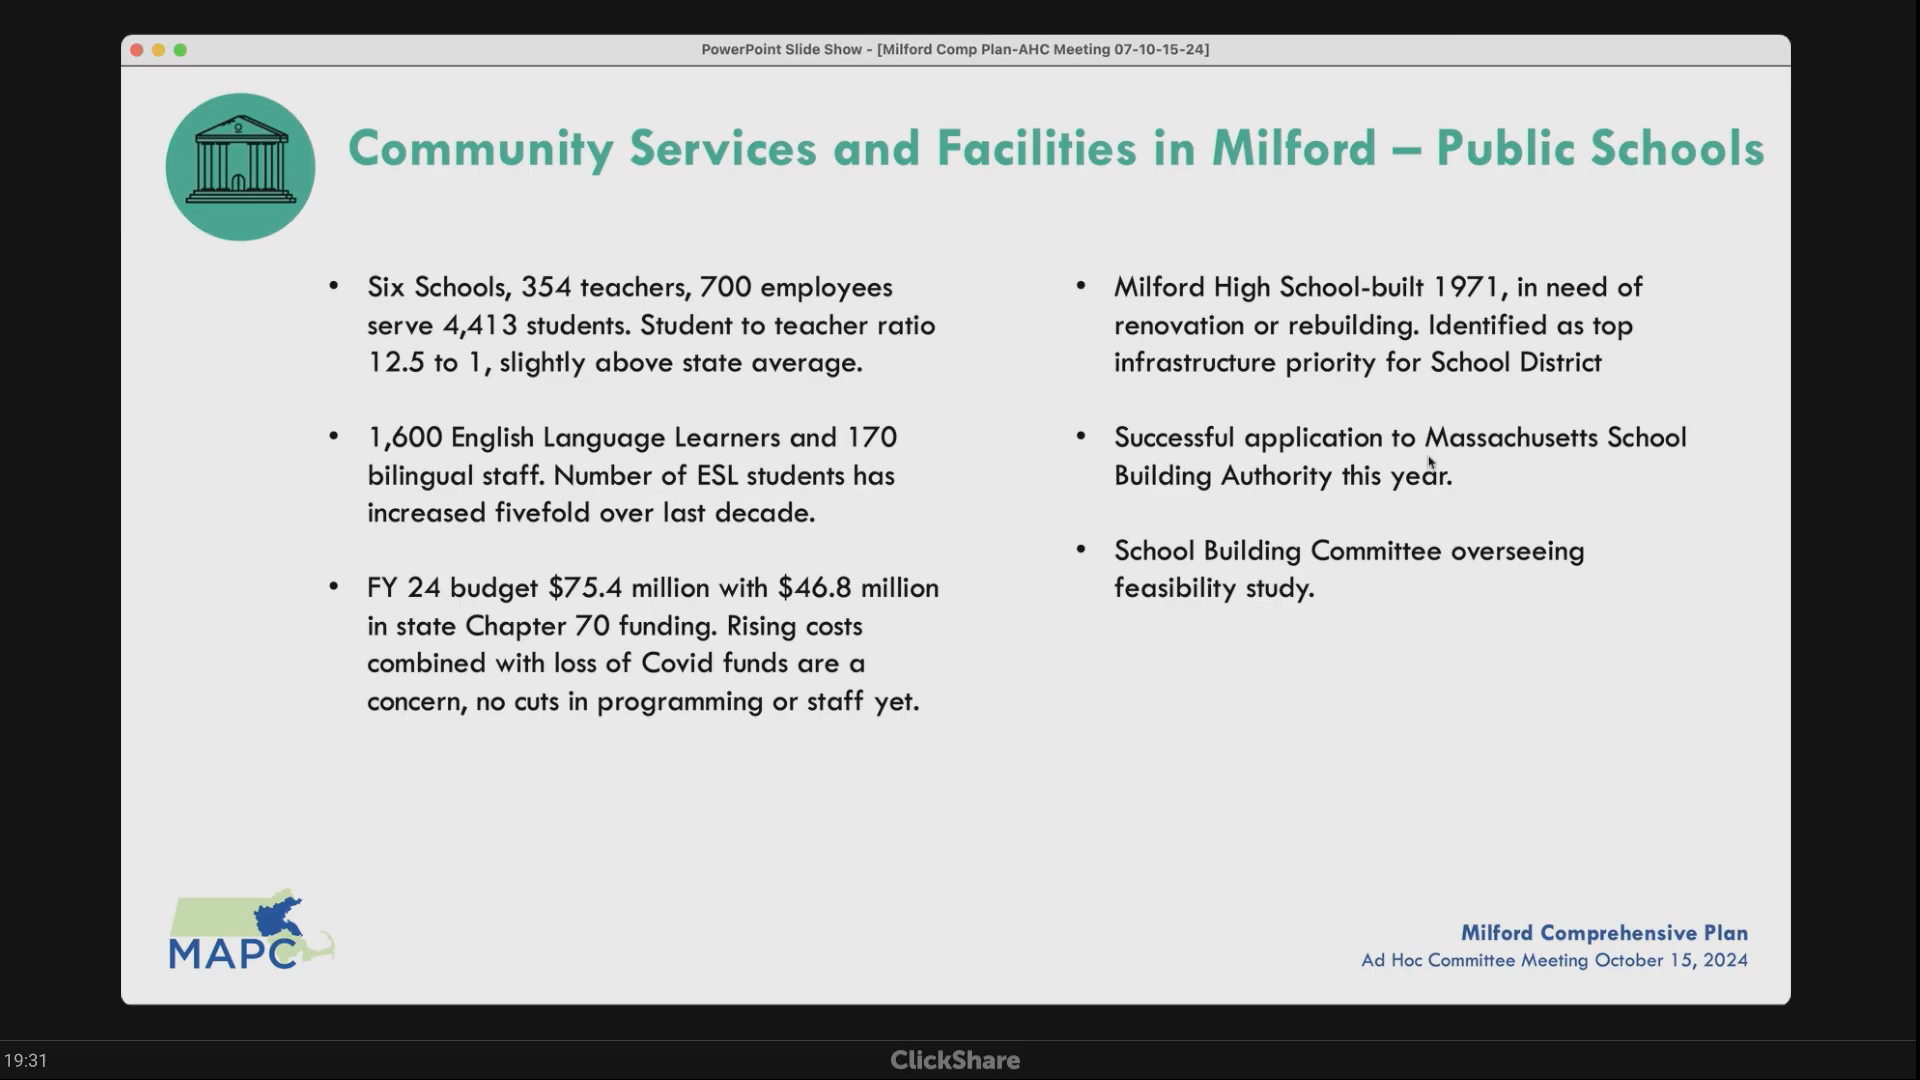 PowerPoint Slide Show - [Milford Comp Plan-AHC Meeting 07-10-15-24]
Community Services and Facilities in Milford – Public Schools
• Six Schools, 354 teachers, 700 employees
serve 4,413 students. Student to teacher ratio
12.5 to 1, slightly above state average.
• 1,600 English Language Learners and 170
bilingual staff. Number of ESL students has
increased fivefold over last decade.
• FY 24 budget $75.4 million with $46.8 million
in state Chapter 70 funding. Rising costs
combined with loss of Covid funds are a
concern, no cuts in programming or staff yet.
• Milford High School-built 1971, in need of
renovation or rebuilding. Identified as top
infrastructure priority for School District
• Successful application to Massachusetts School
Building Authority this year.
• School Building Committee overseeing
feasibility study.
MAPC
Milford Comprehensive Plan
Ad Hoc Committee Meeting October 15, 2024
19:31
ClickShare